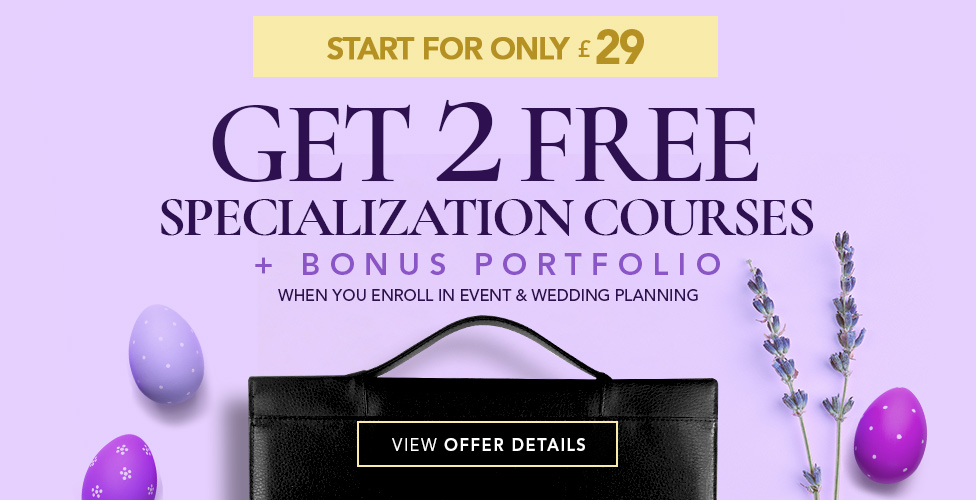 START FOR ONLY £29
GET 2 FREE
SPECIALIZATION COURSES
+ BONUS PORTFOLIO
WHEN YOU ENROLL IN EVENT & WEDDING PLANNING
VIEW OFFER DETAILS